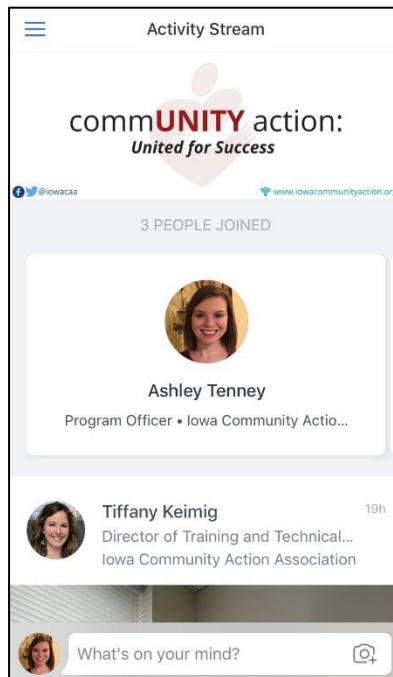 Activity Stream
commUNITY action:
United for Success
@iowacaa
www.iowacommunityaction.or
3 PEOPLE JOINED
Ashley Tenney
Program Officer • Iowa Community Actio...
Tiffany Keimig
19h
Director of Training and Technical...
Iowa Community Action Association
What's on your mind?